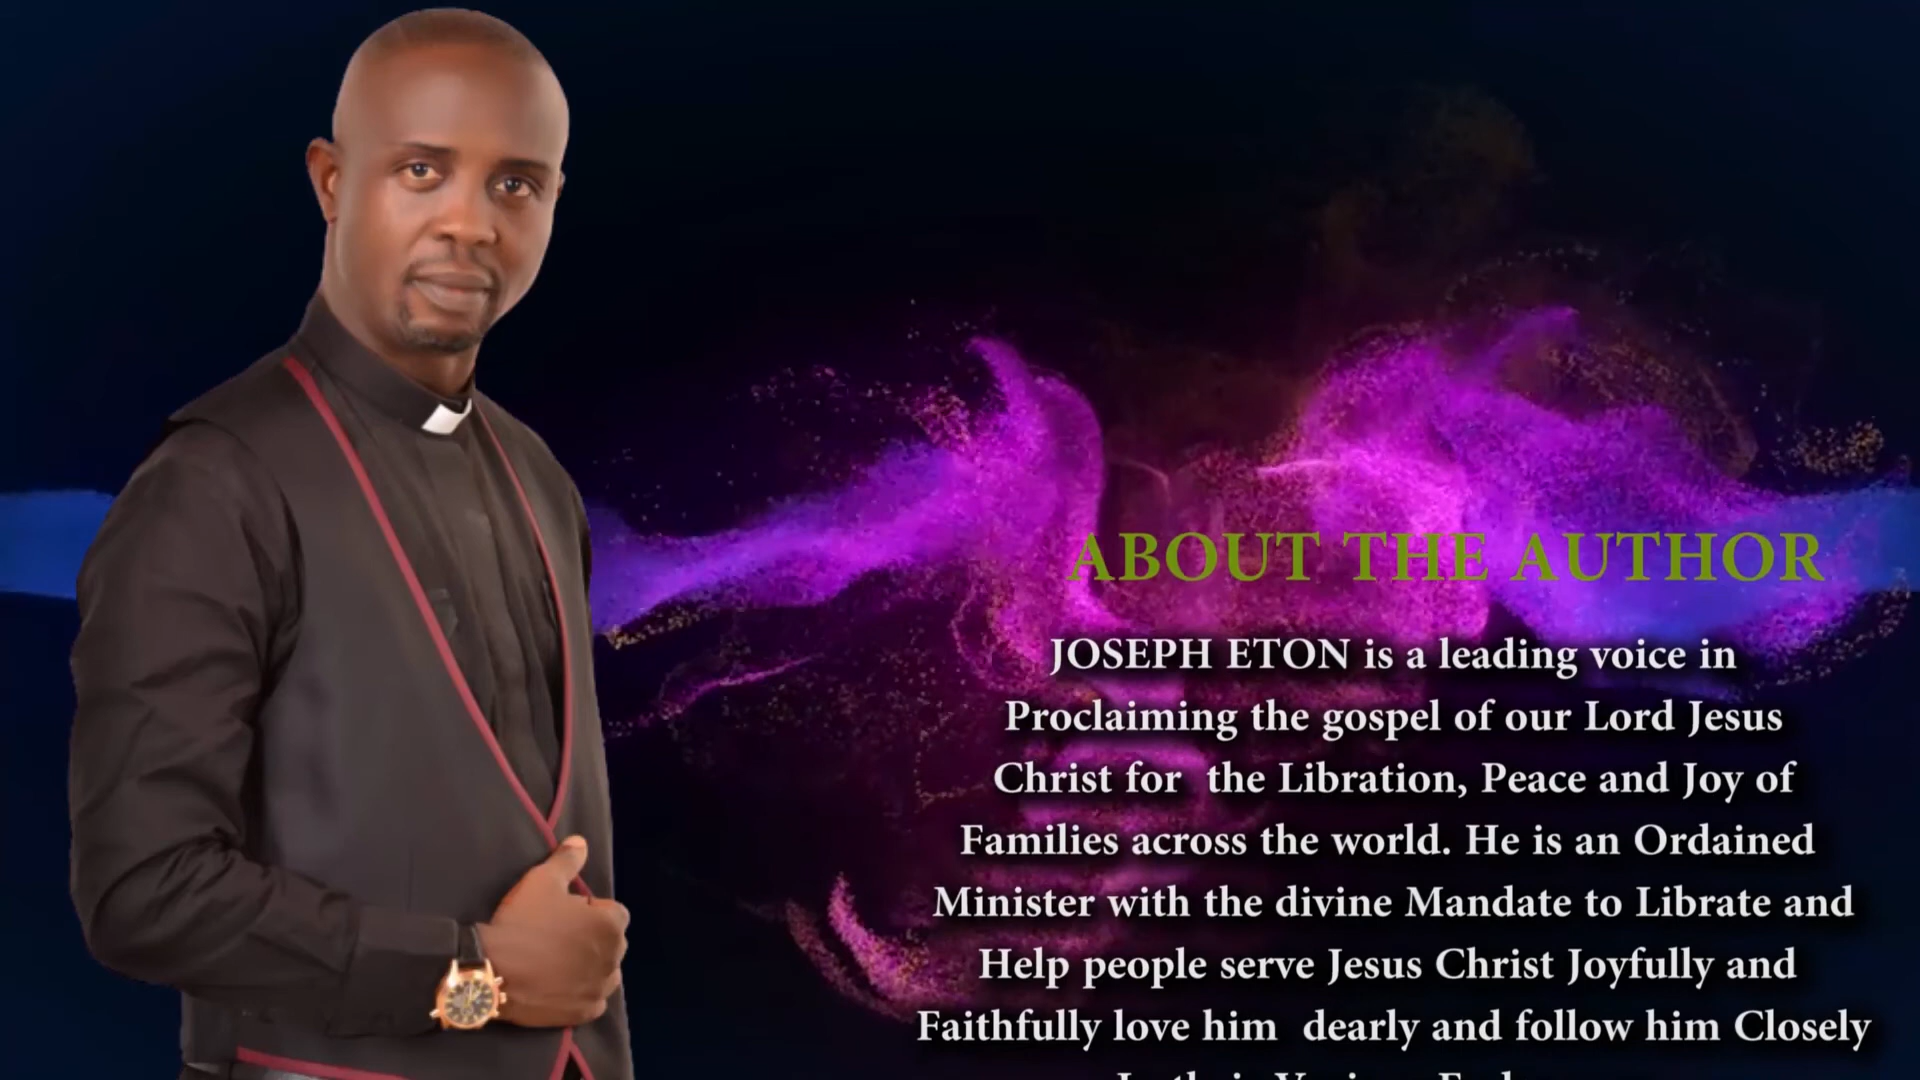 ABOUT THE AUTHOR
JOSEPH ETON is a leading voice in
Proclaiming the gospel of our Lord Jesus
Christ for the Libration, Peace and Joy of
Families across the world. He is an Ordained
Minister with the divine Mandate to Librate and
Help people serve Jesus Christ Joyfully and
Faithfully love him dearly and follow him Closely